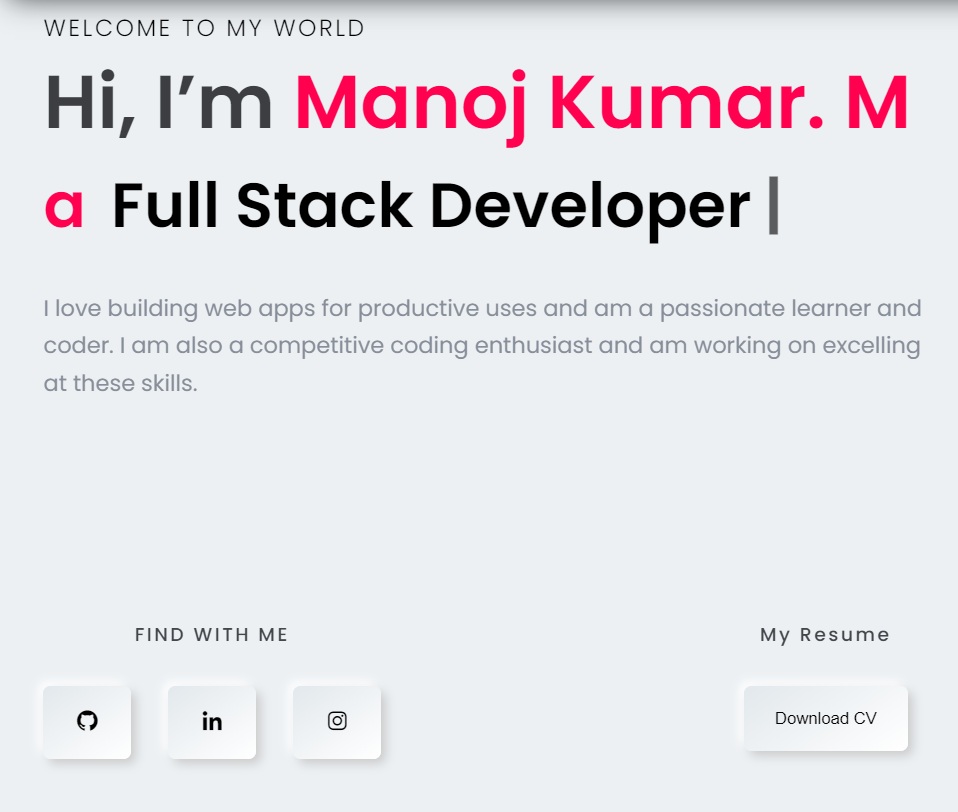 WELCOME TO MY WORLD
Hi, I’m Manoj Kumar. M
a Full Stack Developer
I love building web apps for productive uses and am a passionate learner and
coder. I am also a competitive coding enthusiast and am working on excelling
at these skills.
FIND WITH ME
My Resume
in
Download CV